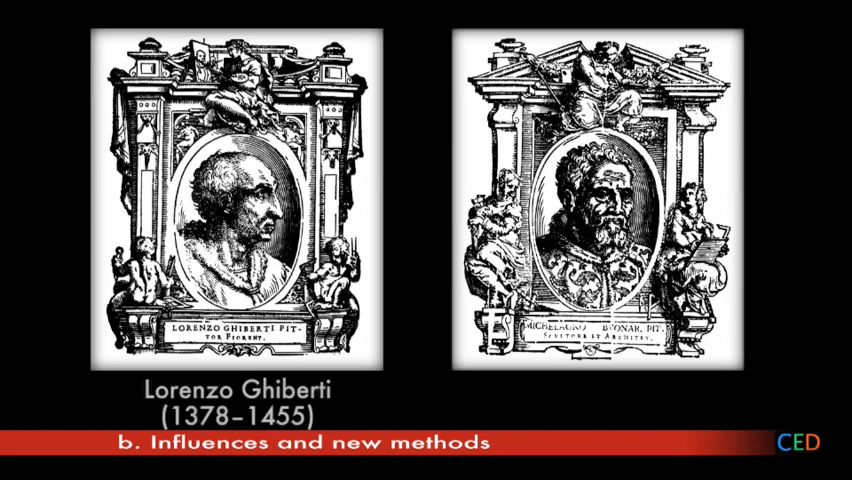 LORENZO GHIBERTI PIT-
TOR FIORENT.
MICHELAGNO BVONAR. PIT.
SCVLTORE ET ARCHITET.
Lorenzo Ghiberti
(1378–1455)
b. Influences and new methods
CED